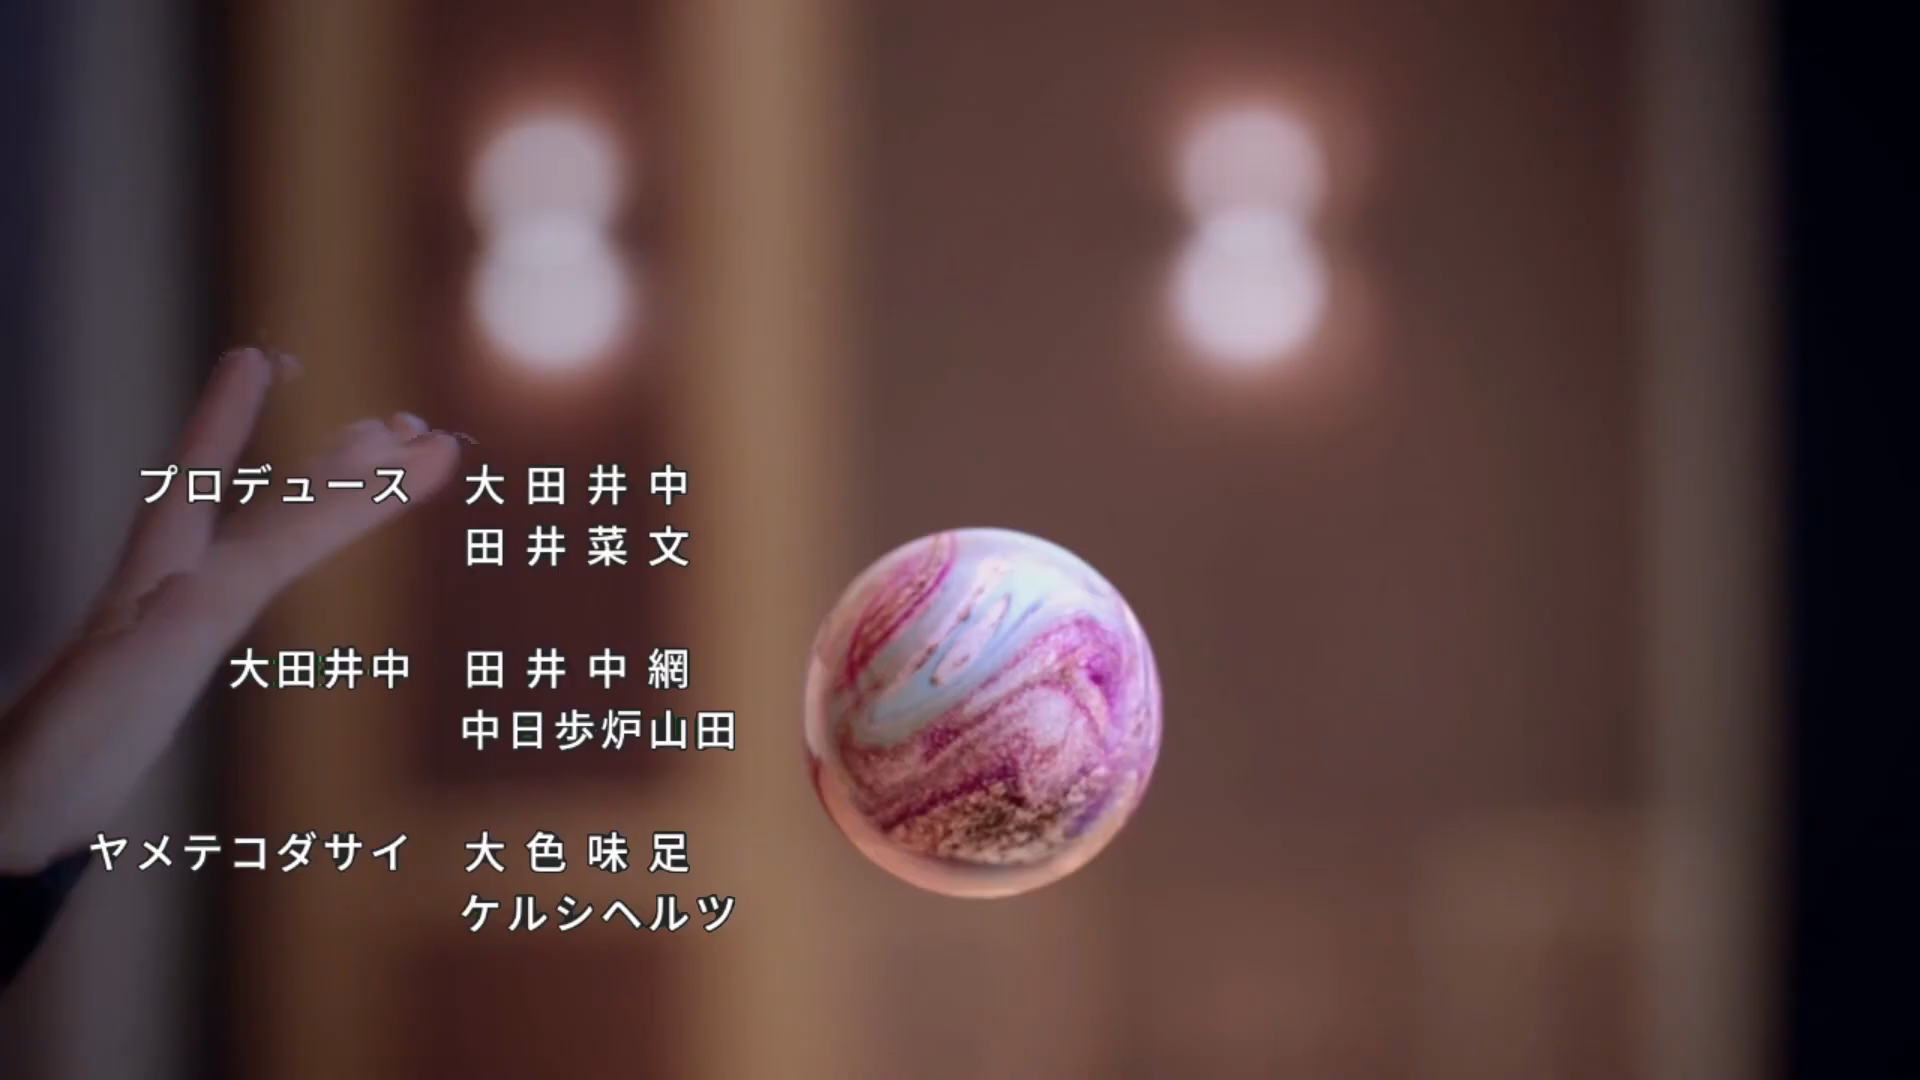 プロデュース 大田井中
田井菜文
大田井中 田井中網
中日歩炉山田
ヤメテコダサイ 大色味足
ケルシヘルツ